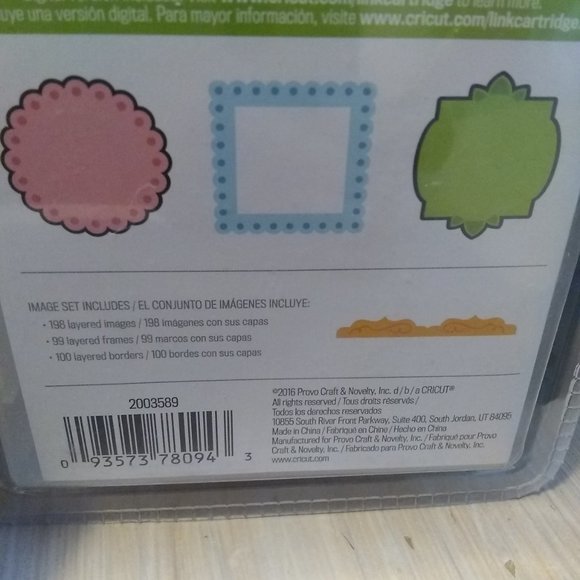 uye una versión digital. Para mayor información, visite www.cricut.com/linkcartridge
IMAGE SET INCLUDES / EL CONJUNTO DE IMÁGENES INCLUYE:
• 198 layered images / 198 imágenes con sus capas
• 99 layered frames / 99 marcos con sus capas
• 100 layered borders / 100 bordes con sus capas
2003589
0 93573 78094 3
©2016 Provo Craft & Novelty, Inc. d / b / a CRICUT®
All rights reserved / Tous droits réservés /
Todos los derechos reservados
10855 South River Front Parkway, Suite 400, South Jordan, UT 84095
Made in China / Fabriqué en Chine / Hecho en China
Manufactured for Provo Craft & Novelty, Inc. / Fabriqué pour Provo
Craft & Novelty, Inc. / Fabricado para Provo Craft & Novelty, Inc.
www.cricut.com